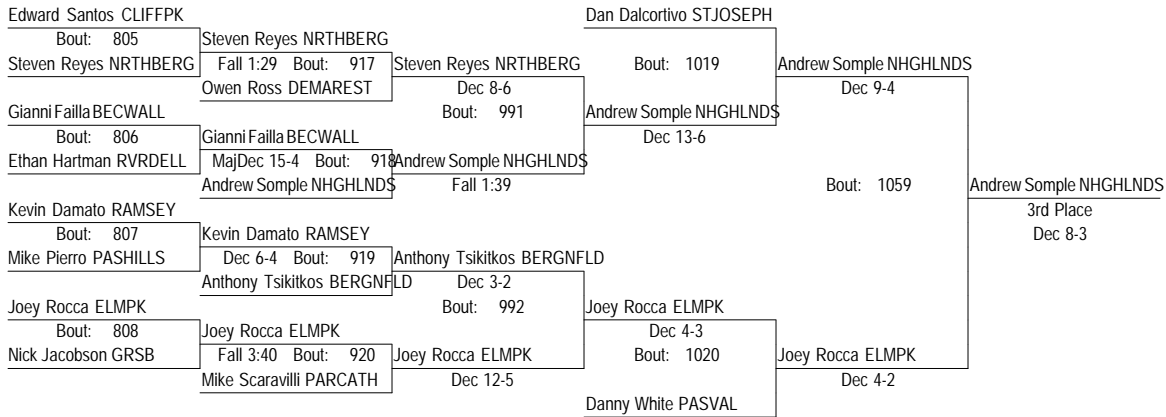 Edward Santos CLIFFPK
Dan Dalcortivo STJOSEPH
Bout: 805
Steven Reyes NRTHBERG
Steven Reyes NRTHBERG
Fall 1:29 Bout: 917
Steven Reyes NRTHBERG
Bout: 1019
Andrew Somple NHGHLNDS
Owen Ross DEMAREST
Dec 8-6
Dec 9-4
Gianni Failla BECWALL
Bout: 991
Andrew Somple NHGHLNDS
Bout: 806
Gianni Failla BECWALL
Dec 13-6
Ethan Hartman RVRDELL
MajDec 15-4 Bout: 918
Andrew Somple NHGHLNDS
Andrew Somple NHGHLNDS
Fall 1:39
Bout: 1059
Andrew Somple NHGHLNDS
Kevin Damato RAMSEY
3rd Place
Bout: 807
Kevin Damato RAMSEY
Dec 8-3
Mike Pierro PASHILLS
Dec 6-4 Bout: 919
Anthony Tsikitkos BERGNFLD
Anthony Tsikitkos BERGNFLD
Dec 3-2
Joey Rocca ELMPK
Bout: 992
Joey Rocca ELMPK
Bout: 808
Joey Rocca ELMPK
Dec 4-3
Nick Jacobson GRSB
Fall 3:40 Bout: 920
Joey Rocca ELMPK
Bout: 1020
Joey Rocca ELMPK
Mike Scaravilli PARCATH
Dec 12-5
Dec 4-2
Danny White PASVAL